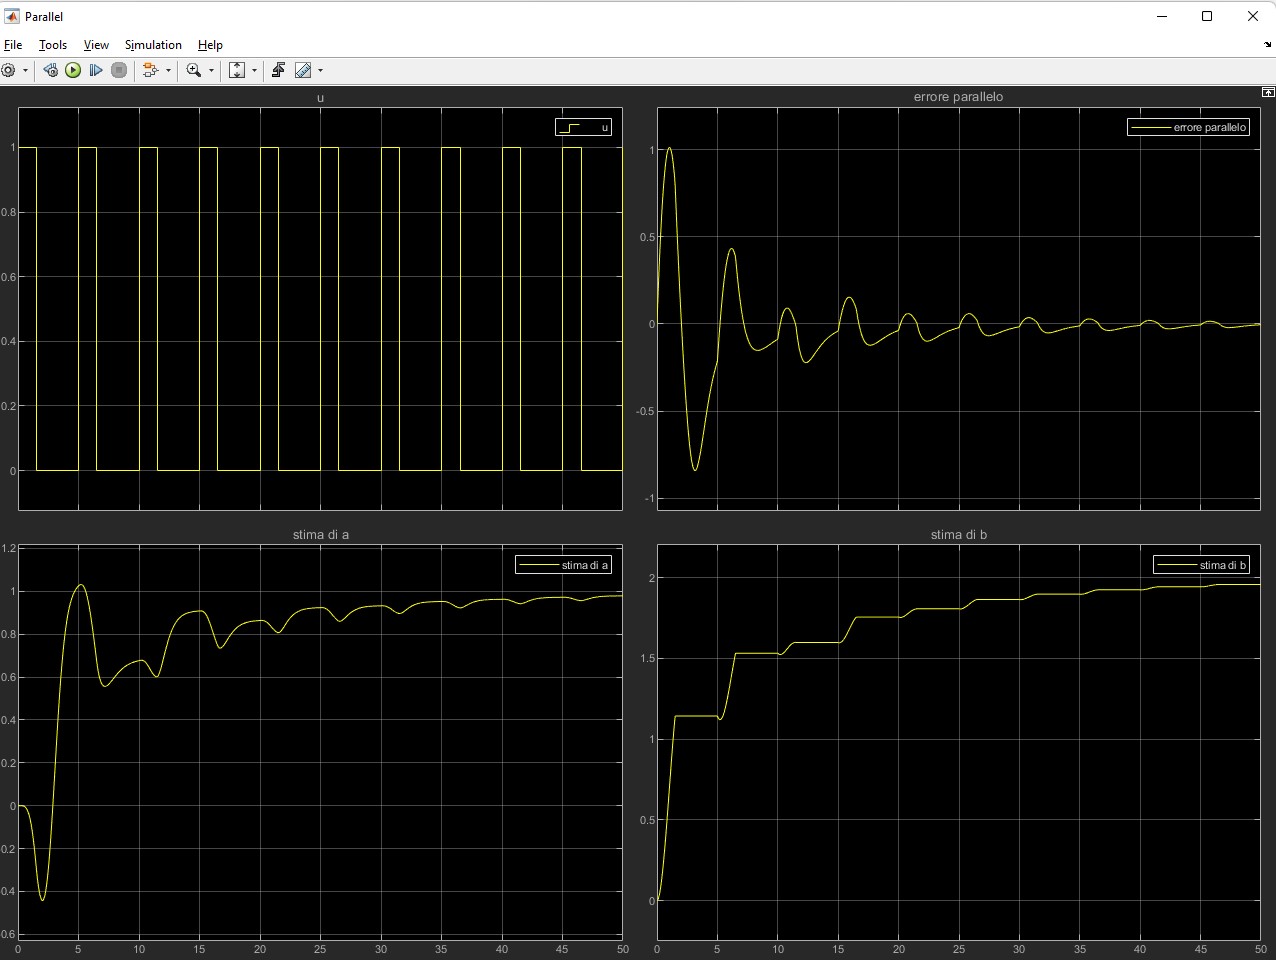 Parallel
File Tools View Simulation Help
u
u
1
0.8
0.6
0.4
0.2
0
errore parallelo
errore parallelo
1
0.5
0
-0.5
-1
stima di a
stima di a
1.2
1
0.8
0.6
0.4
0.2
0
0.2
0.4
0.6
0 5 10 15 20 25 30 35 40 45 50
stima di b
stima di b
2
1.5
1
0.5
0
0 5 10 15 20 25 30 35 40 45 50